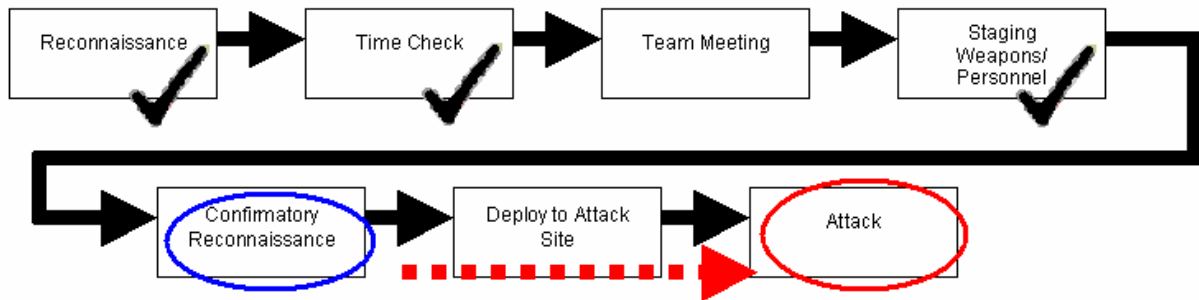 Reconnaissance
Time Check
Team Meeting
Staging
Weapons/
Personnel
Confirmatory
Reconnaissance
Deploy to Attack
Site
Attack